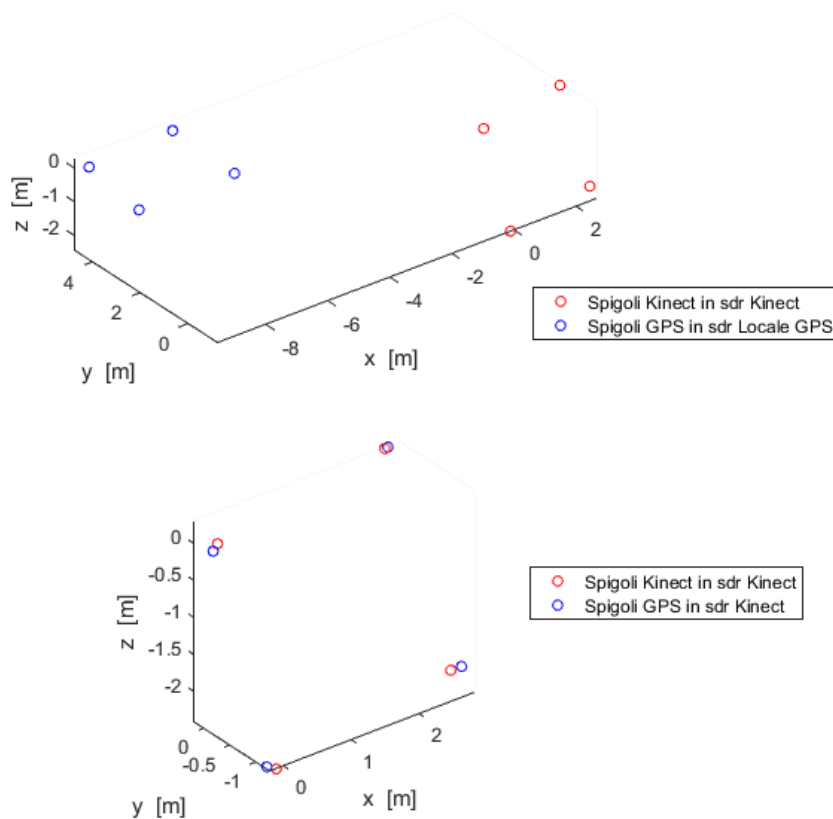 0
-1
-2
z [m]
4
2
0
y [m]
-8
-6
-4
-2
0
2
x [m]
Spigoli Kinect in sdr Kinect
Spigoli GPS in sdr Locale GPS
0
-0.5
-1
-1.5
-2
z [m]
0
-0.5
-1
y [m]
0
1
2
x [m]
Spigoli Kinect in sdr Kinect
Spigoli GPS in sdr Kinect